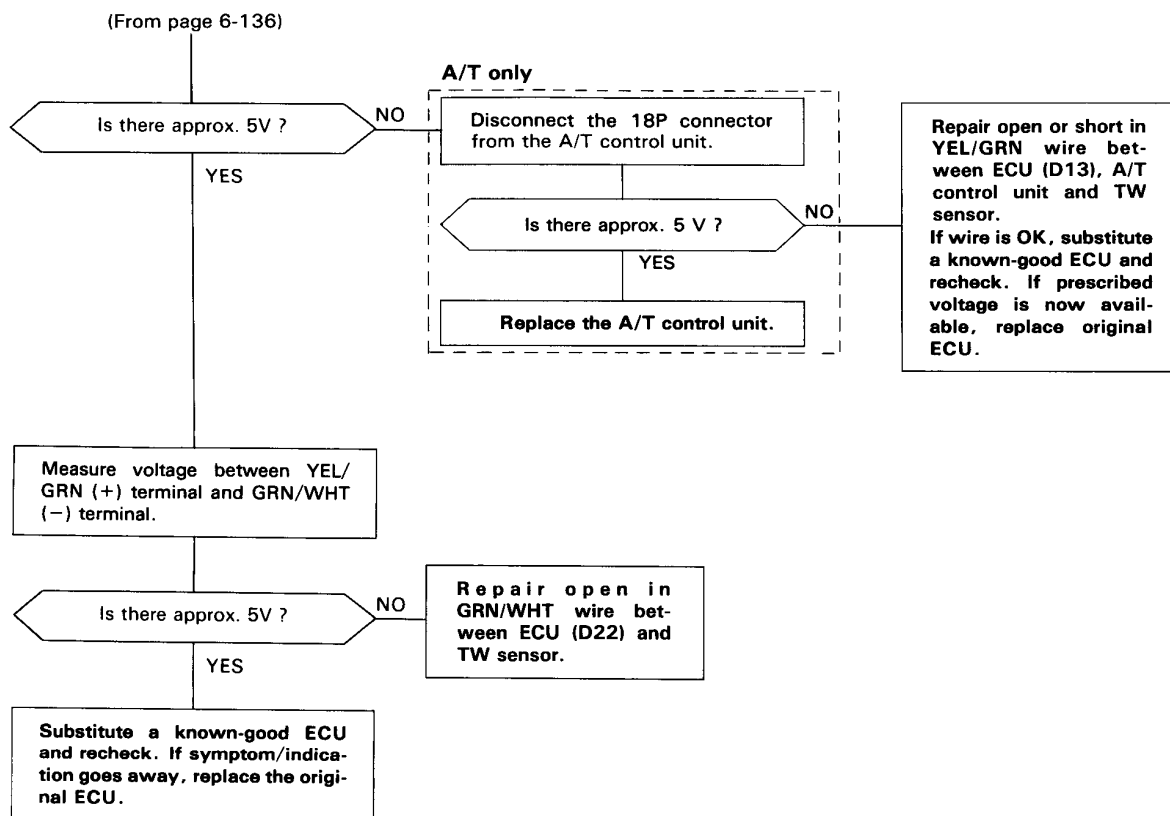 (From page 6-136)
Is there approx. 5V ?
NO
YES
A/T only
Disconnect the 18P connector
from the A/T control unit.
Is there approx. 5 V ?
NO
YES
Replace the A/T control unit.
Repair open or short in
YEL/GRN wire bet-
ween ECU (D13), A/T
control unit and TW
sensor.
If wire is OK, substitute
a known-good ECU and
recheck. If prescribed
voltage is now avail-
able, replace original
ECU.
Measure voltage between YEL/
GRN (+) terminal and GRN/WHT
(−) terminal.
Is there approx. 5V ?
NO
YES
Repair open in
GRN/WHT wire bet-
ween ECU (D22) and
TW sensor.
Substitute a known-good ECU
and recheck. If symptom/indica-
tion goes away, replace the origi-
nal ECU.